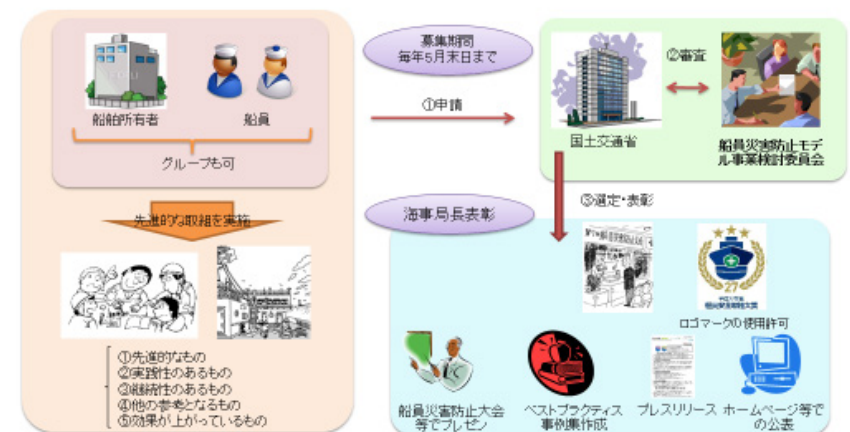 船舶所有者
船員
グループも可
先進的な取組を実施
①先進的なもの
②実践性のあるもの
③継続性のあるもの
④他の参考となるもの
⑤効果が上がっているもの
募集期間
毎年5月末日まで
①申請
国土交通省
②審査
船員災害防止モデ
ル事業検討委員会
③選定・表彰
海事局長表彰
27
ロゴマークの使用許可
船員災害防止大会
等でプレゼン
ベストプラクティス
事例集作成
プレスリリース
ホームページ等で
の公表